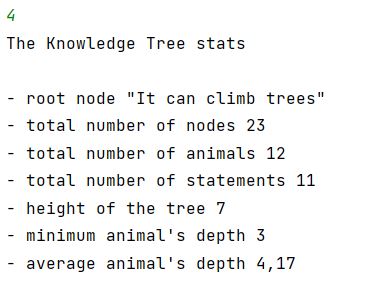 4
The Knowledge Tree stats
- root node "It can climb trees"
- total number of nodes 23
- total number of animals 12
- total number of statements 11
- height of the tree 7
- minimum animal's depth 3
- average animal's depth 4,17